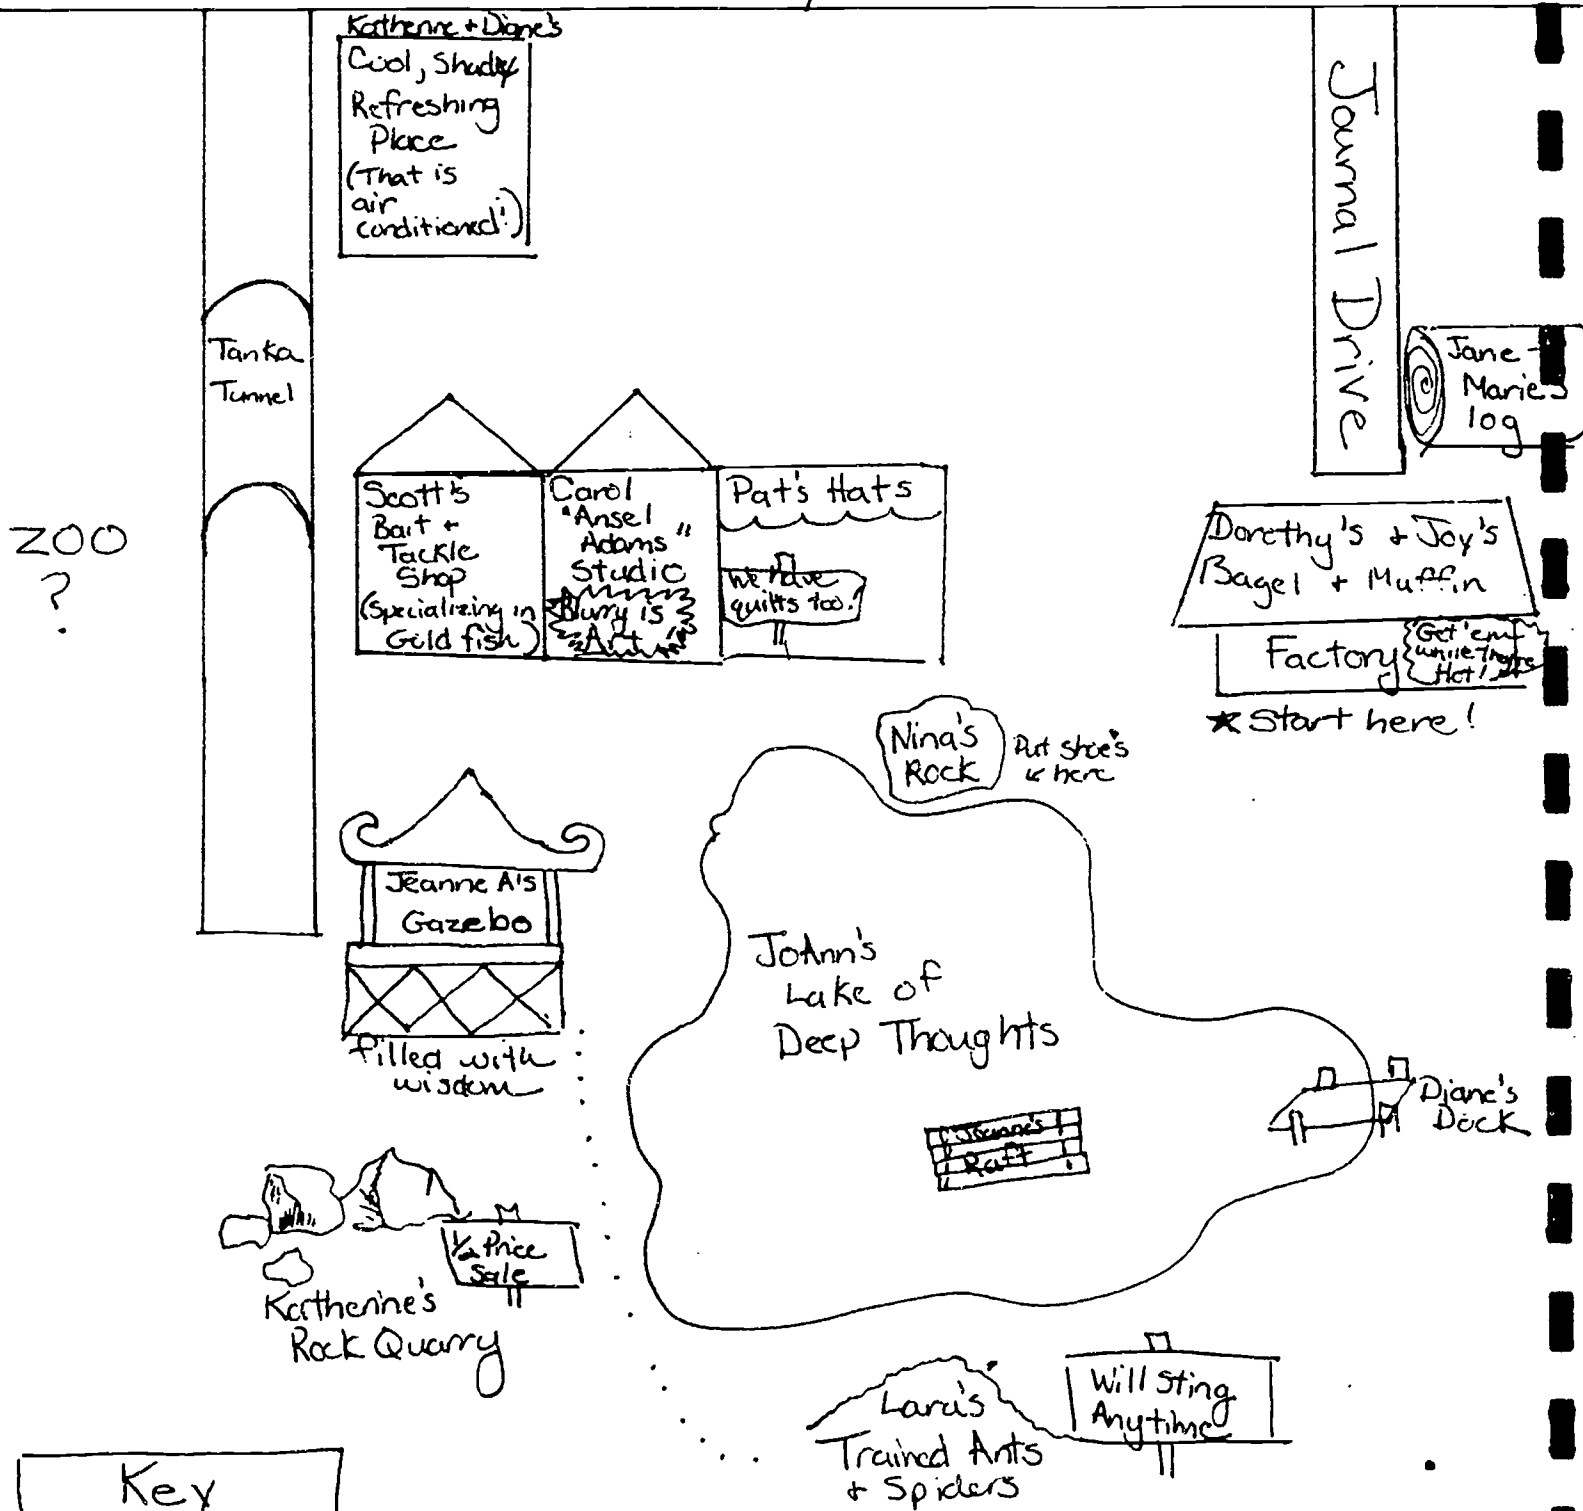 Katherine + Diane's
Cool, Shady
Refreshing
Place
(That is
air
conditioned!)
Journal Drive
Tanka
Tunnel
Jane-
Marie's
log
ZOO
?
Scott's
Bait +
Tackle
Shop
(Specializing in
Gold fish)
Carol
"Ansel
Adams"
Studio
Blurry is
Art
Pat's Hats
We have
quilts too!
Dorethy's + Joy's
Bagel + Muffin
Factory
Get 'em
while they're
Hot!
★ Start here!
Nina's
Rock
Put shoe's
here
Jeanne A's
Gazebo
filled with
wisdom
JoAnn's
Lake of
Deep Thoughts
Joanne's
Raft
Diane's
Dock
1/2 Price
Sale
Katherine's
Rock Quarry
Lara's
Trained Ants
+ Spiders
Will Sting
Anytime
Key